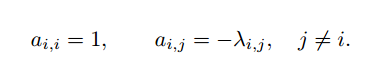 a_{i,i} = 1,    a_{i,j} = −λ_{i,j},   j ≠ i.